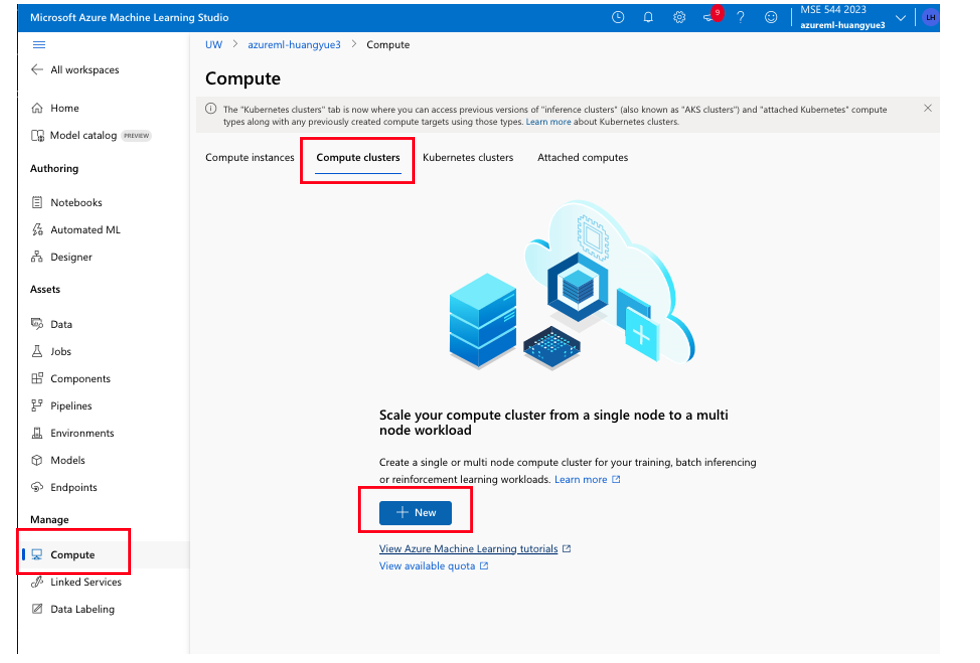 Microsoft Azure Machine Learning Studio
9
?
MSE 544 2023
azureml-huangyue3
LH
UW > azureml-huangyue3 > Compute
All workspaces
Home
Model catalog PREVIEW
Authoring
Notebooks
Automated ML
Designer
Assets
Data
Jobs
Components
Pipelines
Environments
Models
Endpoints
Manage
Compute
Linked Services
Data Labeling
Compute
The "Kubernetes clusters" tab is now where you can access previous versions of "inference clusters" (also known as "AKS clusters") and "attached Kubernetes" compute
types along with any previously created compute targets using those types. Learn more about Kubernetes clusters.
Compute instances
Compute clusters
Kubernetes clusters
Attached computes
Scale your compute cluster from a single node to a multi
node workload
Create a single or multi node compute cluster for your training, batch inferencing
or reinforcement learning workloads. Learn more
+ New
View Azure Machine Learning tutorials
View available quota